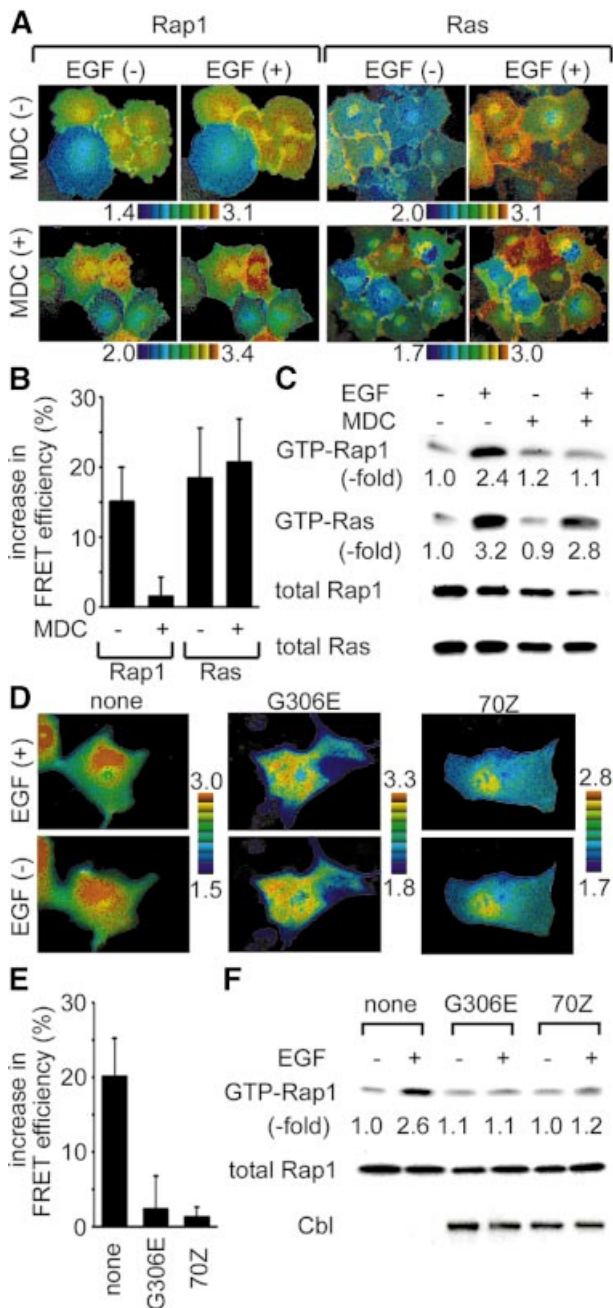 A
Rap1 Ras
EGF (-) EGF (+) EGF (-) EGF (+)
MDC (-)
1.4 3.1 2.0 3.1
MDC (+)
2.0 3.4 1.7 3.0
B
increase in
FRET efficiency (%)
30
20
10
0
MDC - + - +
Rap1 Ras
C
EGF - + - +
MDC - - + +
GTP-Rap1
(-fold) 1.0 2.4 1.2 1.1
GTP-Ras
(-fold) 1.0 3.2 0.9 2.8
total Rap1
total Ras
D
none G306E 70Z
EGF (+)
3.0 3.3 2.8
EGF (-)
1.5 1.8 1.7
E
increase in
FRET efficiency (%)
30
20
10
0
none G306E 70Z
F
none G306E 70Z
EGF - + - + - +
GTP-Rap1
(-fold) 1.0 2.6 1.1 1.1 1.0 1.2
total Rap1
Cbl